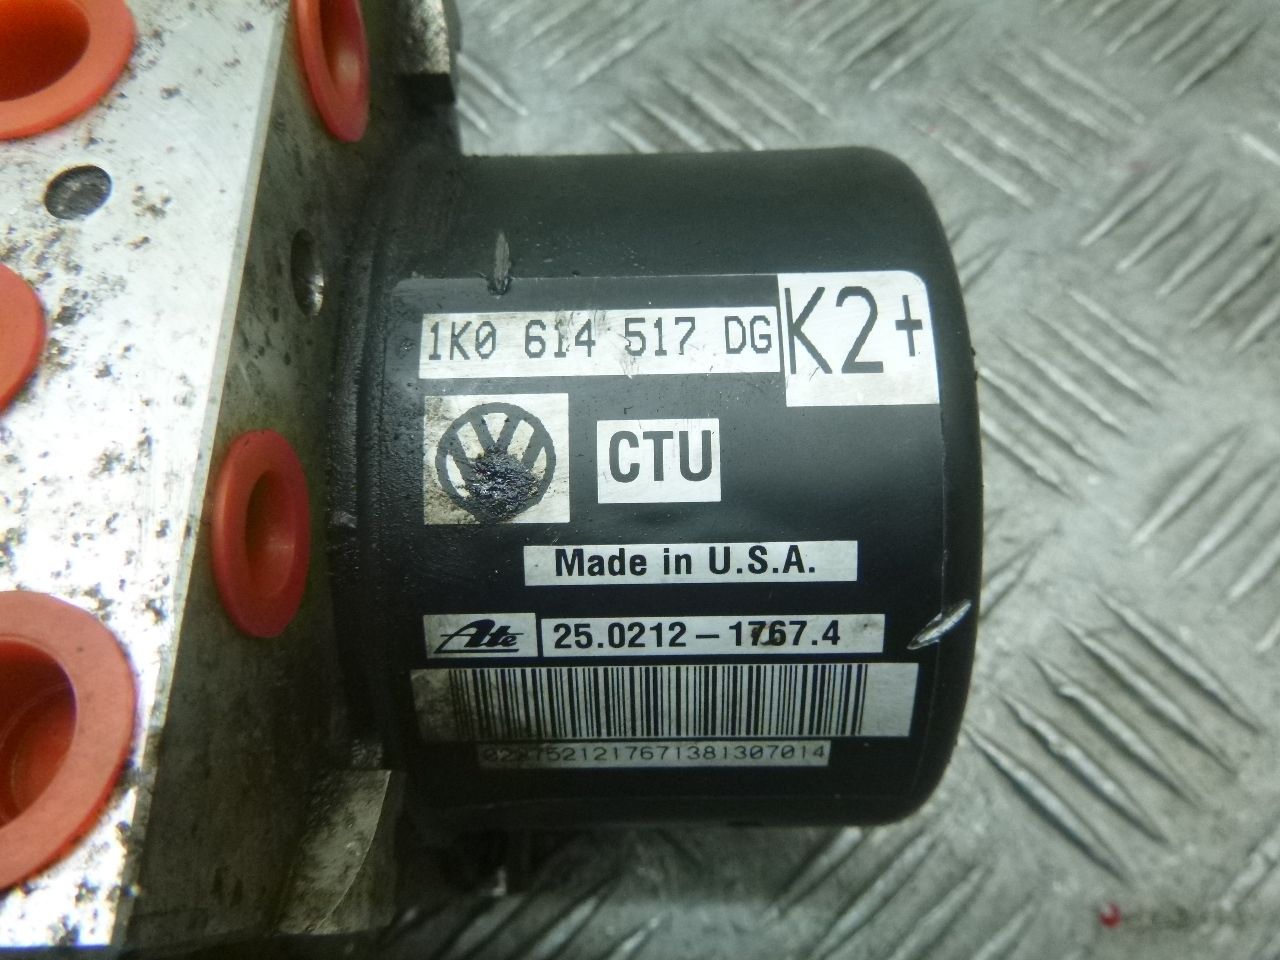 1K0 614 517 DG
K2+
CTU
Made in U.S.A.
Ate 25.0212-1767.4